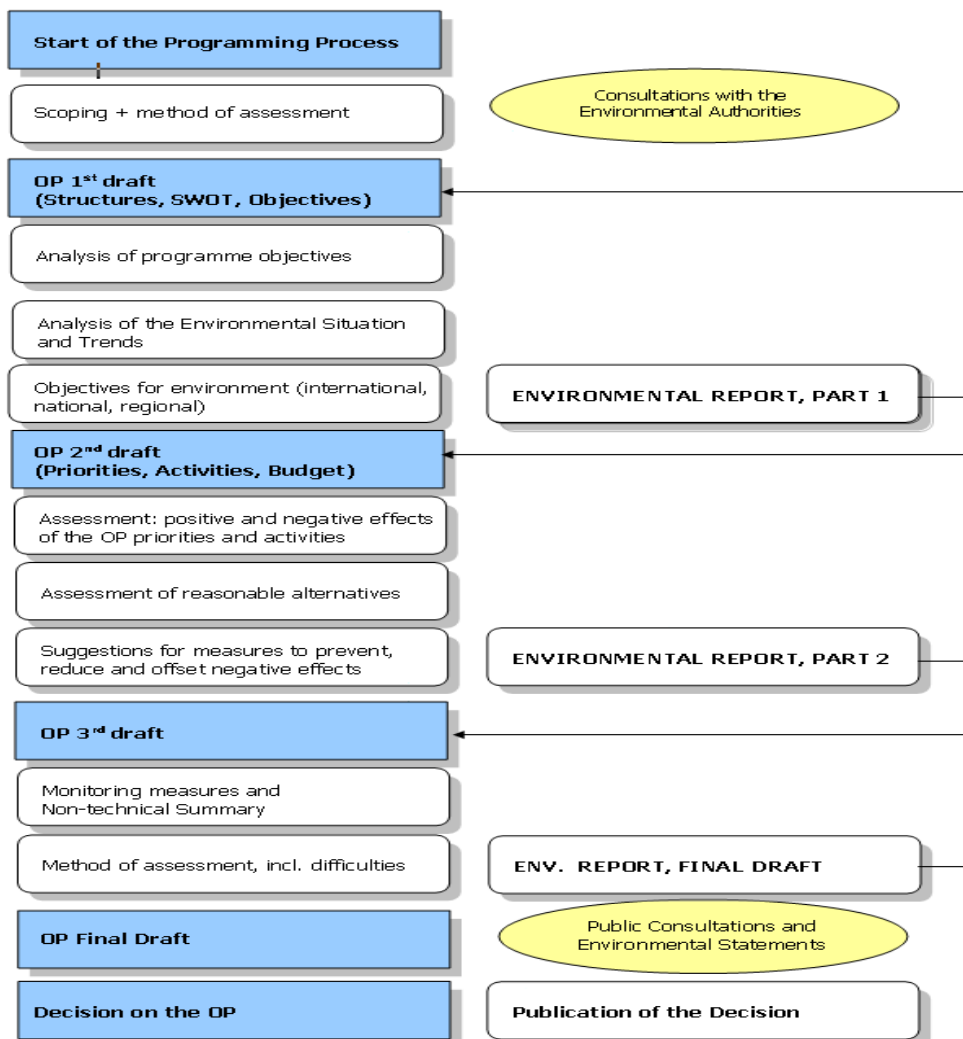 Start of the Programming Process
Scoping + method of assessment
Consultations with the
Environmental Authorities
OP 1st draft
(Structures, SWOT, Objectives)
Analysis of programme objectives
Analysis of the Environmental Situation
and Trends
Objectives for environment (international,
national, regional)
ENVIRONMENTAL REPORT, PART 1
OP 2nd draft
(Priorities, Activities, Budget)
Assessment: positive and negative effects
of the OP priorities and activities
Assessment of reasonable alternatives
Suggestions for measures to prevent,
reduce and offset negative effects
ENVIRONMENTAL REPORT, PART 2
OP 3rd draft
Monitoring measures and
Non-technical Summary
Method of assessment, incl. difficulties
ENV. REPORT, FINAL DRAFT
OP Final Draft
Public Consultations and
Environmental Statements
Decision on the OP
Publication of the Decision